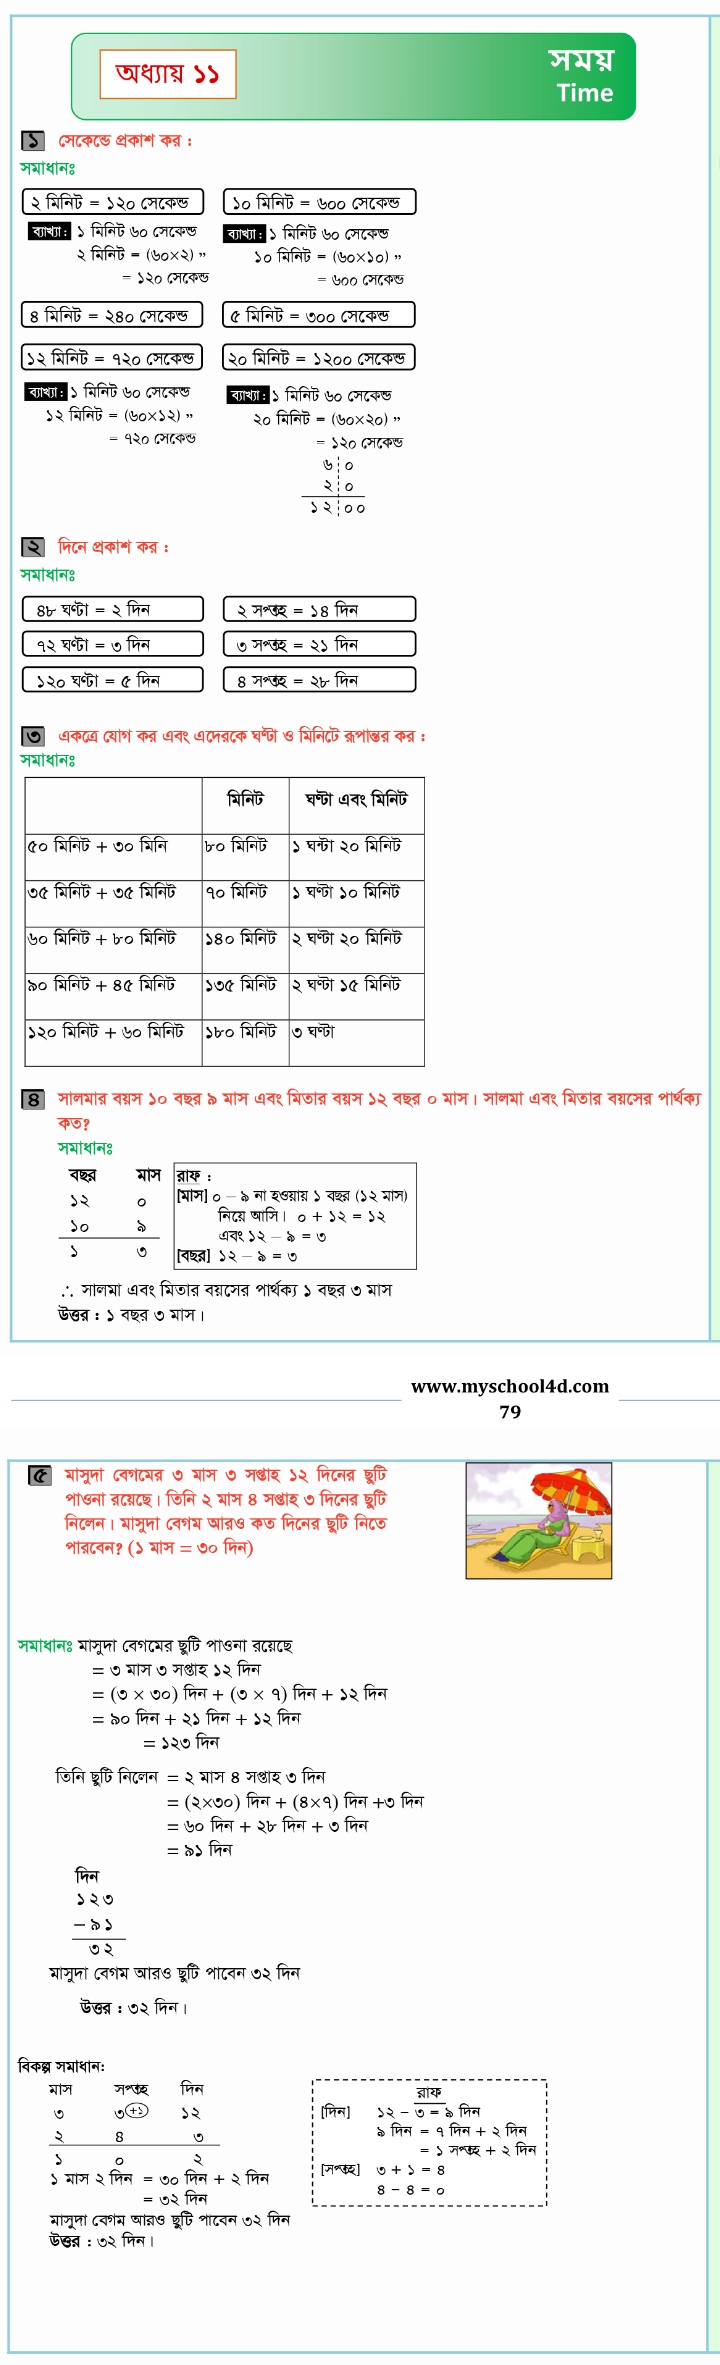 অধ্যায় ১১
সময়
Time
১ সেকেন্ডে প্রকাশ কর :
সমাধানঃ
২ মিনিট = ১২০ সেকেন্ড
১০ মিনিট = ৬০০ সেকেন্ড
ব্যাখ্যা: ১ মিনিট ৬০ সেকেন্ড
২ মিনিট = (৬০×২) ”
= ১২০ সেকেন্ড
ব্যাখ্যা: ১ মিনিট ৬০ সেকেন্ড
১০ মিনিট = (৬০×১০) ”
= ৬০০ সেকেন্ড
৪ মিনিট = ২৪০ সেকেন্ড
৫ মিনিট = ৩০০ সেকেন্ড
১২ মিনিট = ৭২০ সেকেন্ড
২০ মিনিট = ১২০০ সেকেন্ড
ব্যাখ্যা: ১ মিনিট ৬০ সেকেন্ড
১২ মিনিট = (৬০×১২) ”
= ৭২০ সেকেন্ড
ব্যাখ্যা: ১ মিনিট ৬০ সেকেন্ড
২০ মিনিট = (৬০×২০) ”
= ১২০ সেকেন্ড
৬ ০
২ ০
১ ২ ০ ০
২ দিনে প্রকাশ কর :
সমাধানঃ
৪৮ ঘণ্টা = ২ দিন
২ সপ্তাহ = ১৪ দিন
৭২ ঘণ্টা = ৩ দিন
৩ সপ্তাহ = ২১ দিন
১২০ ঘণ্টা = ৫ দিন
৪ সপ্তাহ = ২৮ দিন
৩ একত্রে যোগ কর এবং এদেরকে ঘণ্টা ও মিনিটে রূপান্তর কর :
সমাধানঃ
মিনিট ঘণ্টা এবং মিনিট
৫০ মিনিট + ৩০ মিনি ৮০ মিনিট ১ ঘন্টা ২০ মিনিট
৩৫ মিনিট + ৩৫ মিনিট ৭০ মিনিট ১ ঘণ্টা ১০ মিনিট
৬০ মিনিট + ৮০ মিনিট ১৪০ মিনিট ২ ঘণ্টা ২০ মিনিট
৯০ মিনিট + ৪৫ মিনিট ১৩৫ মিনিট ২ ঘণ্টা ১৫ মিনিট
১২০ মিনিট + ৬০ মিনিট ১৮০ মিনিট ৩ ঘণ্টা
৪ সালমার বয়স ১০ বছর ৯ মাস এবং মিতার বয়স ১২ বছর ০ মাস। সালমা এবং মিতার বয়সের পার্থক্য
কত?
সমাধানঃ
বছর মাস
১২ ০
১০ ৯
১ ৩
রাফ :
[মাস] ০ – ৯ না হওয়ায় ১ বছর (১২ মাস)
নিয়ে আসি। ০ + ১২ = ১২
এবং ১২ – ৯ = ৩
[বছর] ১২ – ৯ = ৩
∴ সালমা এবং মিতার বয়সের পার্থক্য ১ বছর ৩ মাস
উত্তর : ১ বছর ৩ মাস।
www.myschool4d.com
79
৫ মাসুদা বেগমের ৩ মাস ৩ সপ্তাহ ১২ দিনের ছুটি
পাওনা রয়েছে। তিনি ২ মাস ৪ সপ্তাহ ৩ দিনের ছুটি
নিলেন। মাসুদা বেগম আরও কত দিনের ছুটি নিতে
পারবেন? (১ মাস = ৩০ দিন)
সমাধানঃ মাসুদা বেগমের ছুটি পাওনা রয়েছে
= ৩ মাস ৩ সপ্তাহ ১২ দিন
= (৩ × ৩০) দিন + (৩ × ৭) দিন + ১২ দিন
= ৯০ দিন + ২১ দিন + ১২ দিন
= ১২৩ দিন
তিনি ছুটি নিলেন = ২ মাস ৪ সপ্তাহ ৩ দিন
= (২×৩০) দিন + (৪×৭) দিন +৩ দিন
= ৬০ দিন + ২৮ দিন + ৩ দিন
= ৯১ দিন
দিন
১ ২ ৩
– ৯ ১
৩ ২
মাসুদা বেগম আরও ছুটি পাবেন ৩২ দিন
উত্তর : ৩২ দিন।
বিকল্প সমাধান:
মাস সপ্তাহ দিন
৩ ৩ (+১) ১২
২ ৪ ৩
১ ০ ২
১ মাস ২ দিন = ৩০ দিন + ২ দিন
= ৩২ দিন
মাসুদা বেগম আরও ছুটি পাবেন ৩২ দিন
উত্তর : ৩২ দিন।
রাফ
[দিন] ১২ – ৩ = ৯ দিন
৯ দিন = ৭ দিন + ২ দিন
= ১ সপ্তাহ + ২ দিন
[সপ্তাহ] ৩ + ১ = ৪
৪ – ৪ = ০